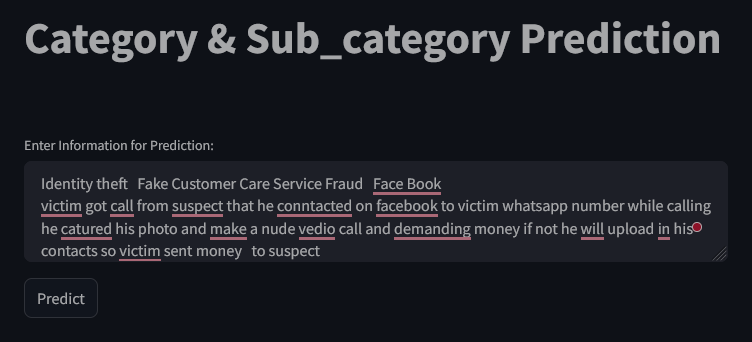 Category & Sub_category Prediction
Enter Information for Prediction:
Identity theft   Fake Customer Care Service Fraud   Face Book
victim got call from suspect that he conntacted on facebook to victim whatsapp number while calling
he catured his photo and make a nude vedio call and demanding money if not he will upload in his
contacts so victim sent money   to suspect
Predict